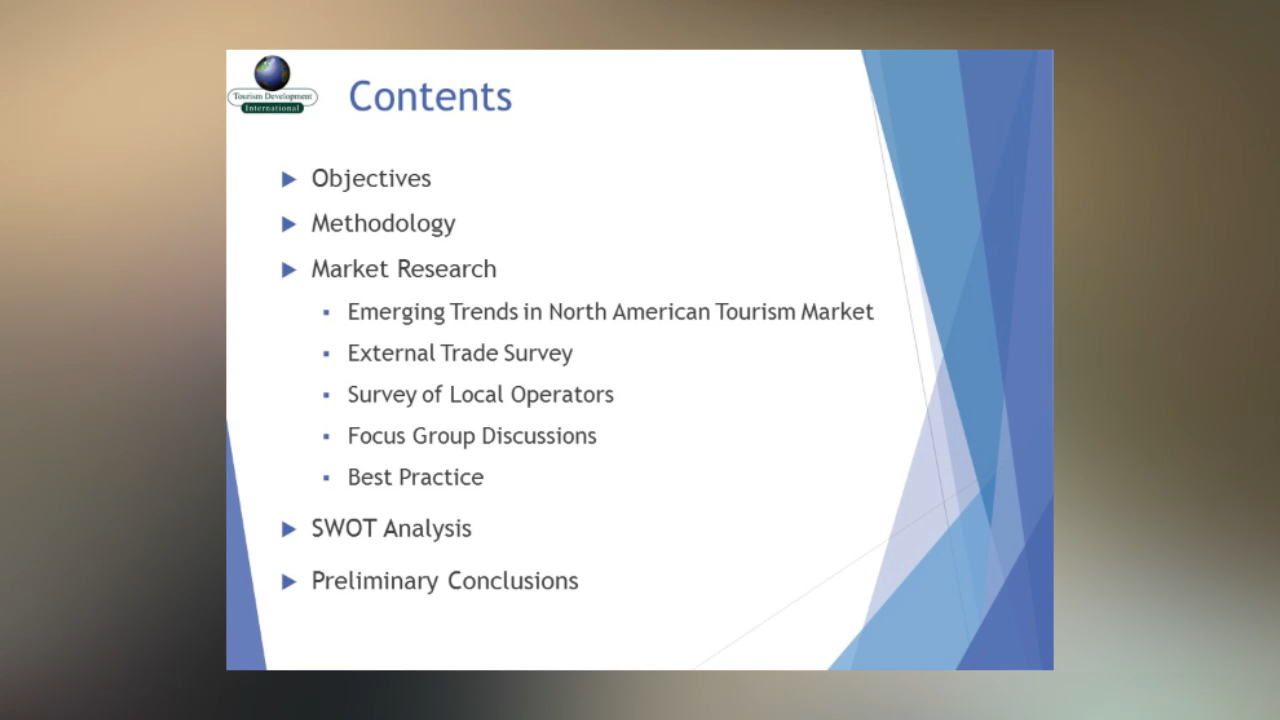 Tourism Development
International
Contents
Objectives
Methodology
Market Research
Emerging Trends in North American Tourism Market
External Trade Survey
Survey of Local Operators
Focus Group Discussions
Best Practice
SWOT Analysis
Preliminary Conclusions